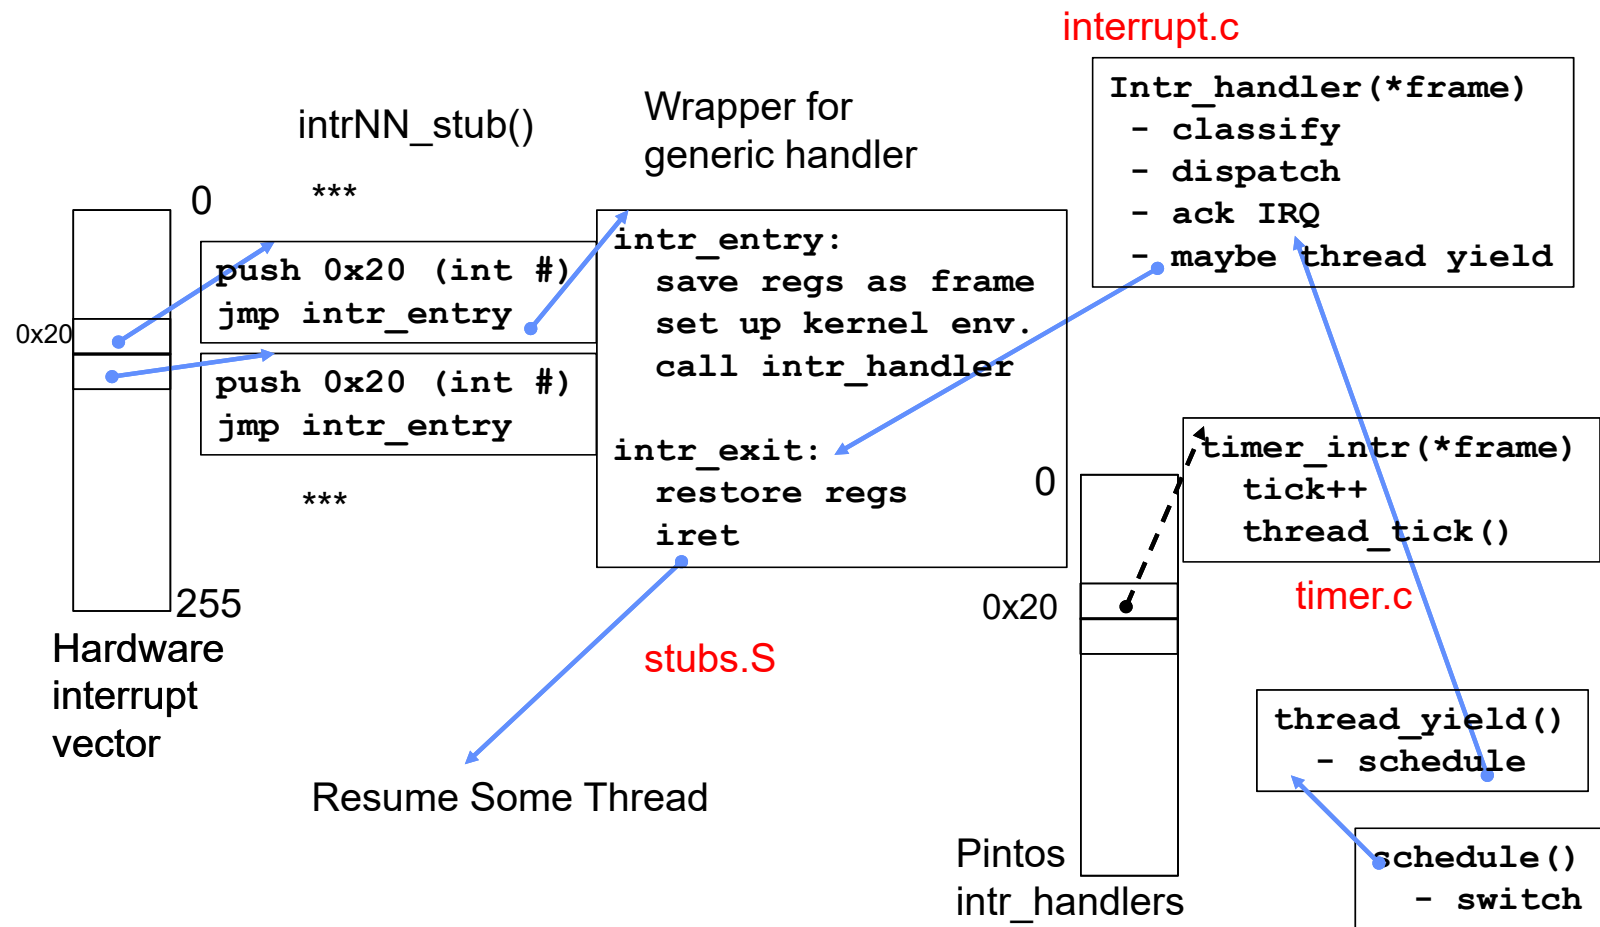 interrupt.c
Intr_handler(*frame)
- classify
- dispatch
- ack IRQ
- maybe thread yield
Wrapper for
generic handler
intrNN_stub()
***
0
0x20
255
Hardware
interrupt
vector
push 0x20 (int #)
jmp intr_entry
push 0x20 (int #)
jmp intr_entry
***
intr_entry:
save regs as frame
set up kernel env.
call intr_handler
intr_exit:
restore regs
iret
stubs.S
Resume Some Thread
0
0x20
Pintos
intr_handlers
timer_intr(*frame)
tick++
thread_tick()
timer.c
thread_yield()
- schedule
schedule()
- switch